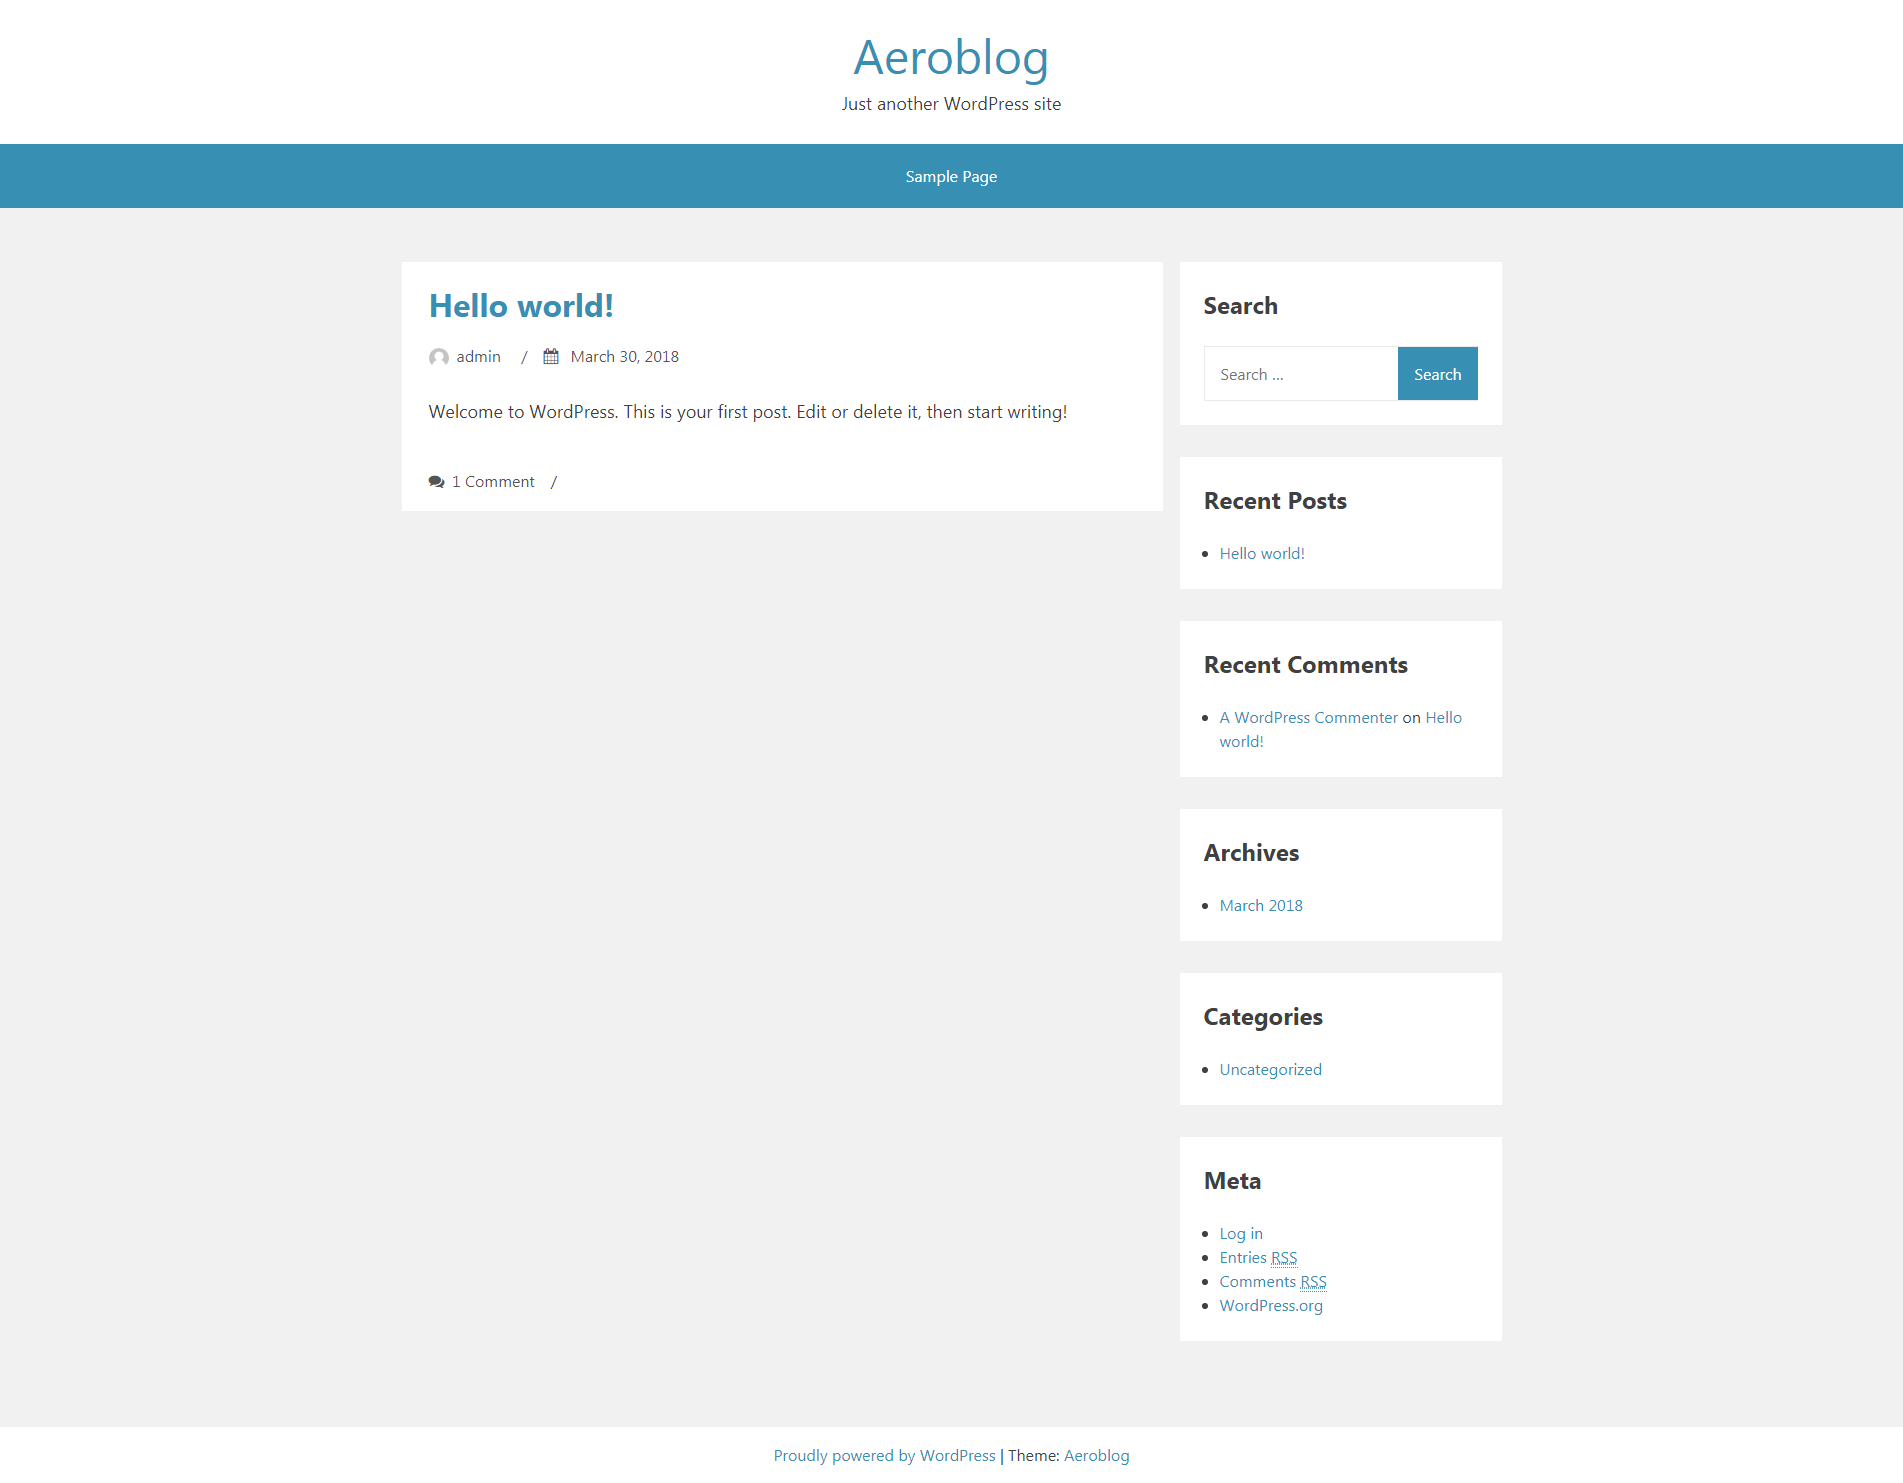 Aeroblog
Just another WordPress site
Sample Page
Hello world!
admin / March 30, 2018
Welcome to WordPress. This is your first post. Edit or delete it, then start writing!
1 Comment /
Search
Search ... Search
Recent Posts
Hello world!
Recent Comments
A WordPress Commenter on Hello
world!
Archives
March 2018
Categories
Uncategorized
Meta
Log in
Entries RSS
Comments RSS
WordPress.org
Proudly powered by WordPress | Theme: Aeroblog